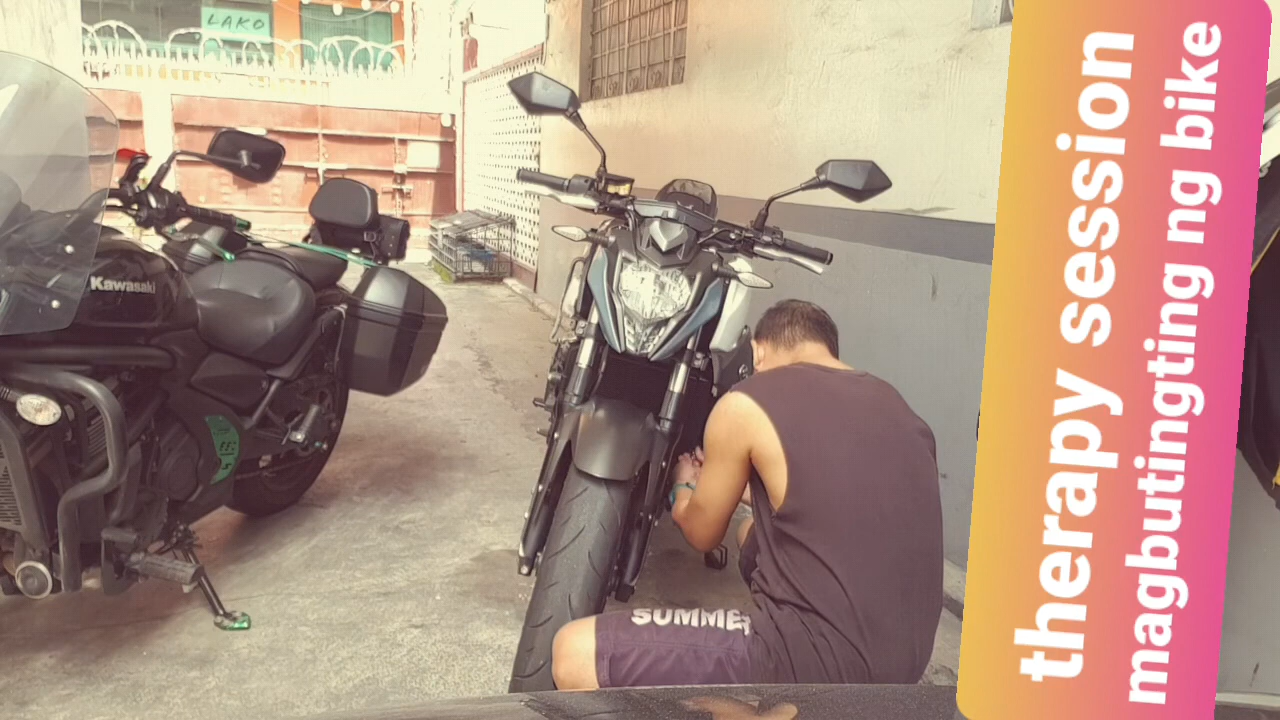 LAKO
Kawasaki
SUMMER
therapy session
magbutingting ng bike